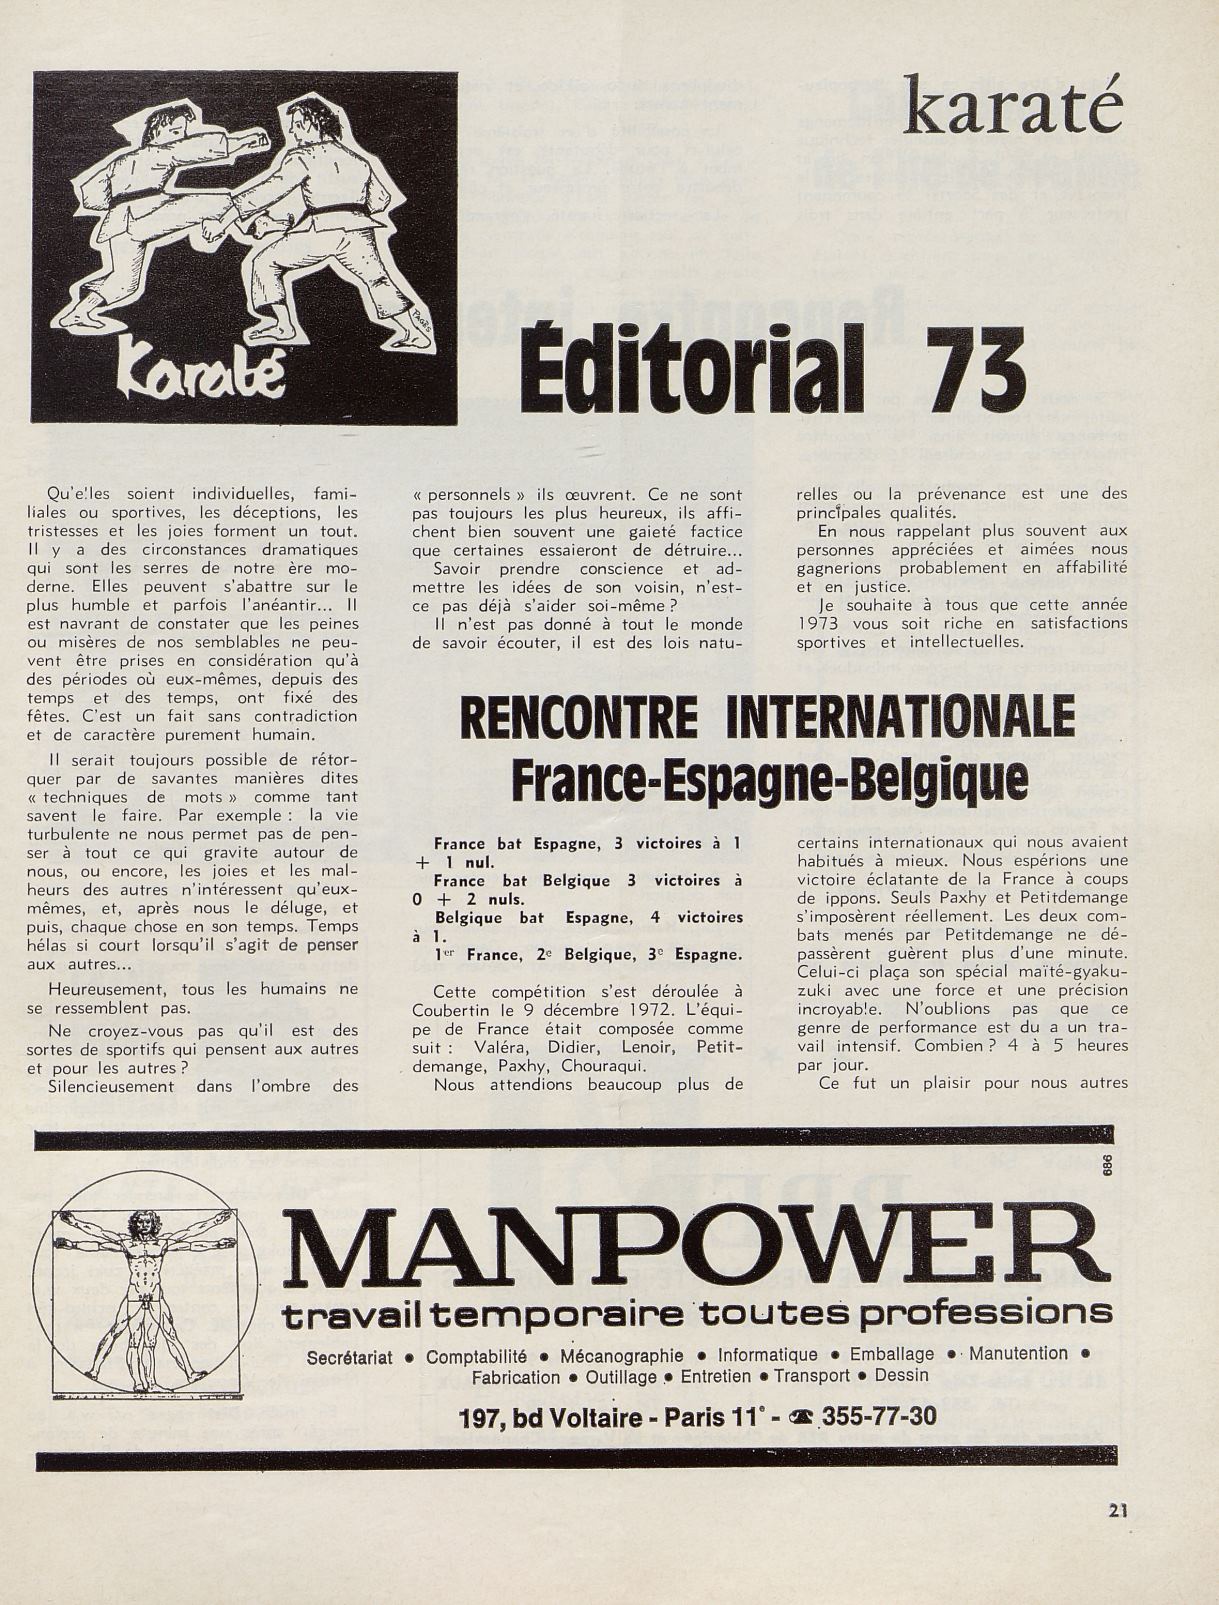 karaté
Karaté
PAGÈS
Éditorial 73
Qu'elles soient individuelles, fami-
liales ou sportives, les déceptions, les
tristesses et les joies forment un tout.
Il y a des circonstances dramatiques
qui sont les serres de notre ère mo-
derne. Elles peuvent s'abattre sur le
plus humble et parfois l'anéantir... Il
est navrant de constater que les peines
ou misères de nos semblables ne peu-
vent être prises en considération qu'à
des périodes où eux-mêmes, depuis des
temps et des temps, ont fixé des
fêtes. C'est un fait sans contradiction
et de caractère purement humain.
Il serait toujours possible de rétor-
quer par de savantes manières dites
« techniques de mots » comme tant
savent le faire. Par exemple : la vie
turbulente ne nous permet pas de pen-
ser à tout ce qui gravite autour de
nous, ou encore, les joies et les mal-
heurs des autres n'intéressent qu'eux-
mêmes, et, après nous le déluge, et
puis, chaque chose en son temps. Temps
hélas si court lorsqu'il s'agit de penser
aux autres...
Heureusement, tous les humains ne
se ressemblent pas.
Ne croyez-vous pas qu'il est des
sortes de sportifs qui pensent aux autres
et pour les autres ?
Silencieusement dans l'ombre des
« personnels » ils œuvrent. Ce ne sont
pas toujours les plus heureux, ils affi-
chent bien souvent une gaieté factice
que certaines essaieront de détruire...
Savoir prendre conscience et ad-
mettre les idées de son voisin, n'est-
ce pas déjà s'aider soi-même ?
Il n'est pas donné à tout le monde
de savoir écouter, il est des lois natu-
relles ou la prévenance est une des
principales qualités.
En nous rappelant plus souvent aux
personnes appréciées et aimées nous
gagnerions probablement en affabilité
et en justice.
Je souhaite à tous que cette année
1973 vous soit riche en satisfactions
sportives et intellectuelles.
RENCONTRE INTERNATIONALE
France-Espagne-Belgique
France bat Espagne, 3 victoires à 1
+ 1 nul.
France bat Belgique 3 victoires à
0 + 2 nuls.
Belgique bat Espagne, 4 victoires
à 1.
1er France, 2e Belgique, 3e Espagne.
Cette compétition s'est déroulée à
Coubertin le 9 décembre 1972. L'équi-
pe de France était composée comme
suit : Valéra, Didier, Lenoir, Petit-
demange, Paxhy, Chouraqui.
Nous attendions beaucoup plus de
certains internationaux qui nous avaient
habitués à mieux. Nous espérions une
victoire éclatante de la France à coups
de ippons. Seuls Paxhy et Petitdemange
s'imposèrent réellement. Les deux com-
bats menés par Petitdemange ne dé-
passèrent guère plus d'une minute.
Celui-ci plaça son spécial maïté-gyaku-
zuki avec une force et une précision
incroyable. N'oublions pas que ce
genre de performance est du a un tra-
vail intensif. Combien ? 4 à 5 heures
par jour.
Ce fut un plaisir pour nous autres
989
MANPOWER
travail temporaire toutes professions
Secrétariat ● Comptabilité ● Mécanographie ● Informatique ● Emballage ● Manutention ●
Fabrication ● Outillage ● Entretien ● Transport ● Dessin
197, bd Voltaire - Paris 11e - ☎ 355-77-30
21